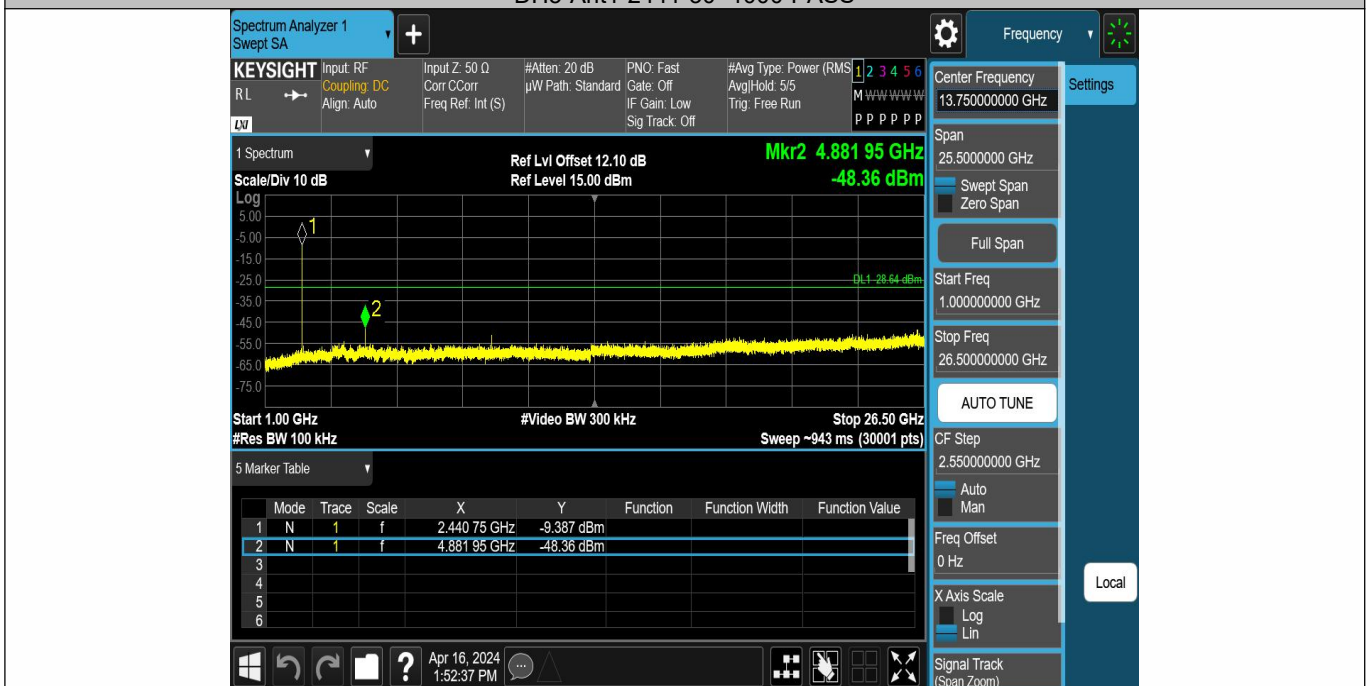 Spectrum Analyzer 1
Swept SA
+
Frequency
KEYSIGHT
RL
LXI
Input: RF
Coupling: DC
Align: Auto
Input Z: 50 Ω
Corr CCorr
Freq Ref: Int (S)
#Atten: 20 dB
µW Path: Standard
PNO: Fast
Gate: Off
IF Gain: Low
Sig Track: Off
#Avg Type: Power (RMS
Avg|Hold: 5/5
Trig: Free Run
1 2 3 4 5 6
M W W W W W
P P P P P P
1 Spectrum
Scale/Div 10 dB
Ref Lvl Offset 12.10 dB
Ref Level 15.00 dBm
Mkr2 4.881 95 GHz
-48.36 dBm
Log
5.00
-5.00
-15.0
-25.0
-35.0
-45.0
-55.0
-65.0
-75.0
1
2
DL1 -28.64 dBm
Start 1.00 GHz
#Res BW 100 kHz
#Video BW 300 kHz
Stop 26.50 GHz
Sweep ~943 ms (30001 pts)
5 Marker Table
Mode Trace Scale X Y Function Function Width Function Value
1 N 1 f 2.440 75 GHz -9.387 dBm
2 N 1 f 4.881 95 GHz -48.36 dBm
3
4
5
6
?
Apr 16, 2024
1:52:37 PM
Center Frequency
13.750000000 GHz
Settings
Span
25.5000000 GHz
Swept Span
Zero Span
Full Span
Start Freq
1.000000000 GHz
Stop Freq
26.500000000 GHz
AUTO TUNE
CF Step
2.550000000 GHz
Auto
Man
Freq Offset
0 Hz
X Axis Scale
Log
Lin
Local
Signal Track
(Span Zoom)